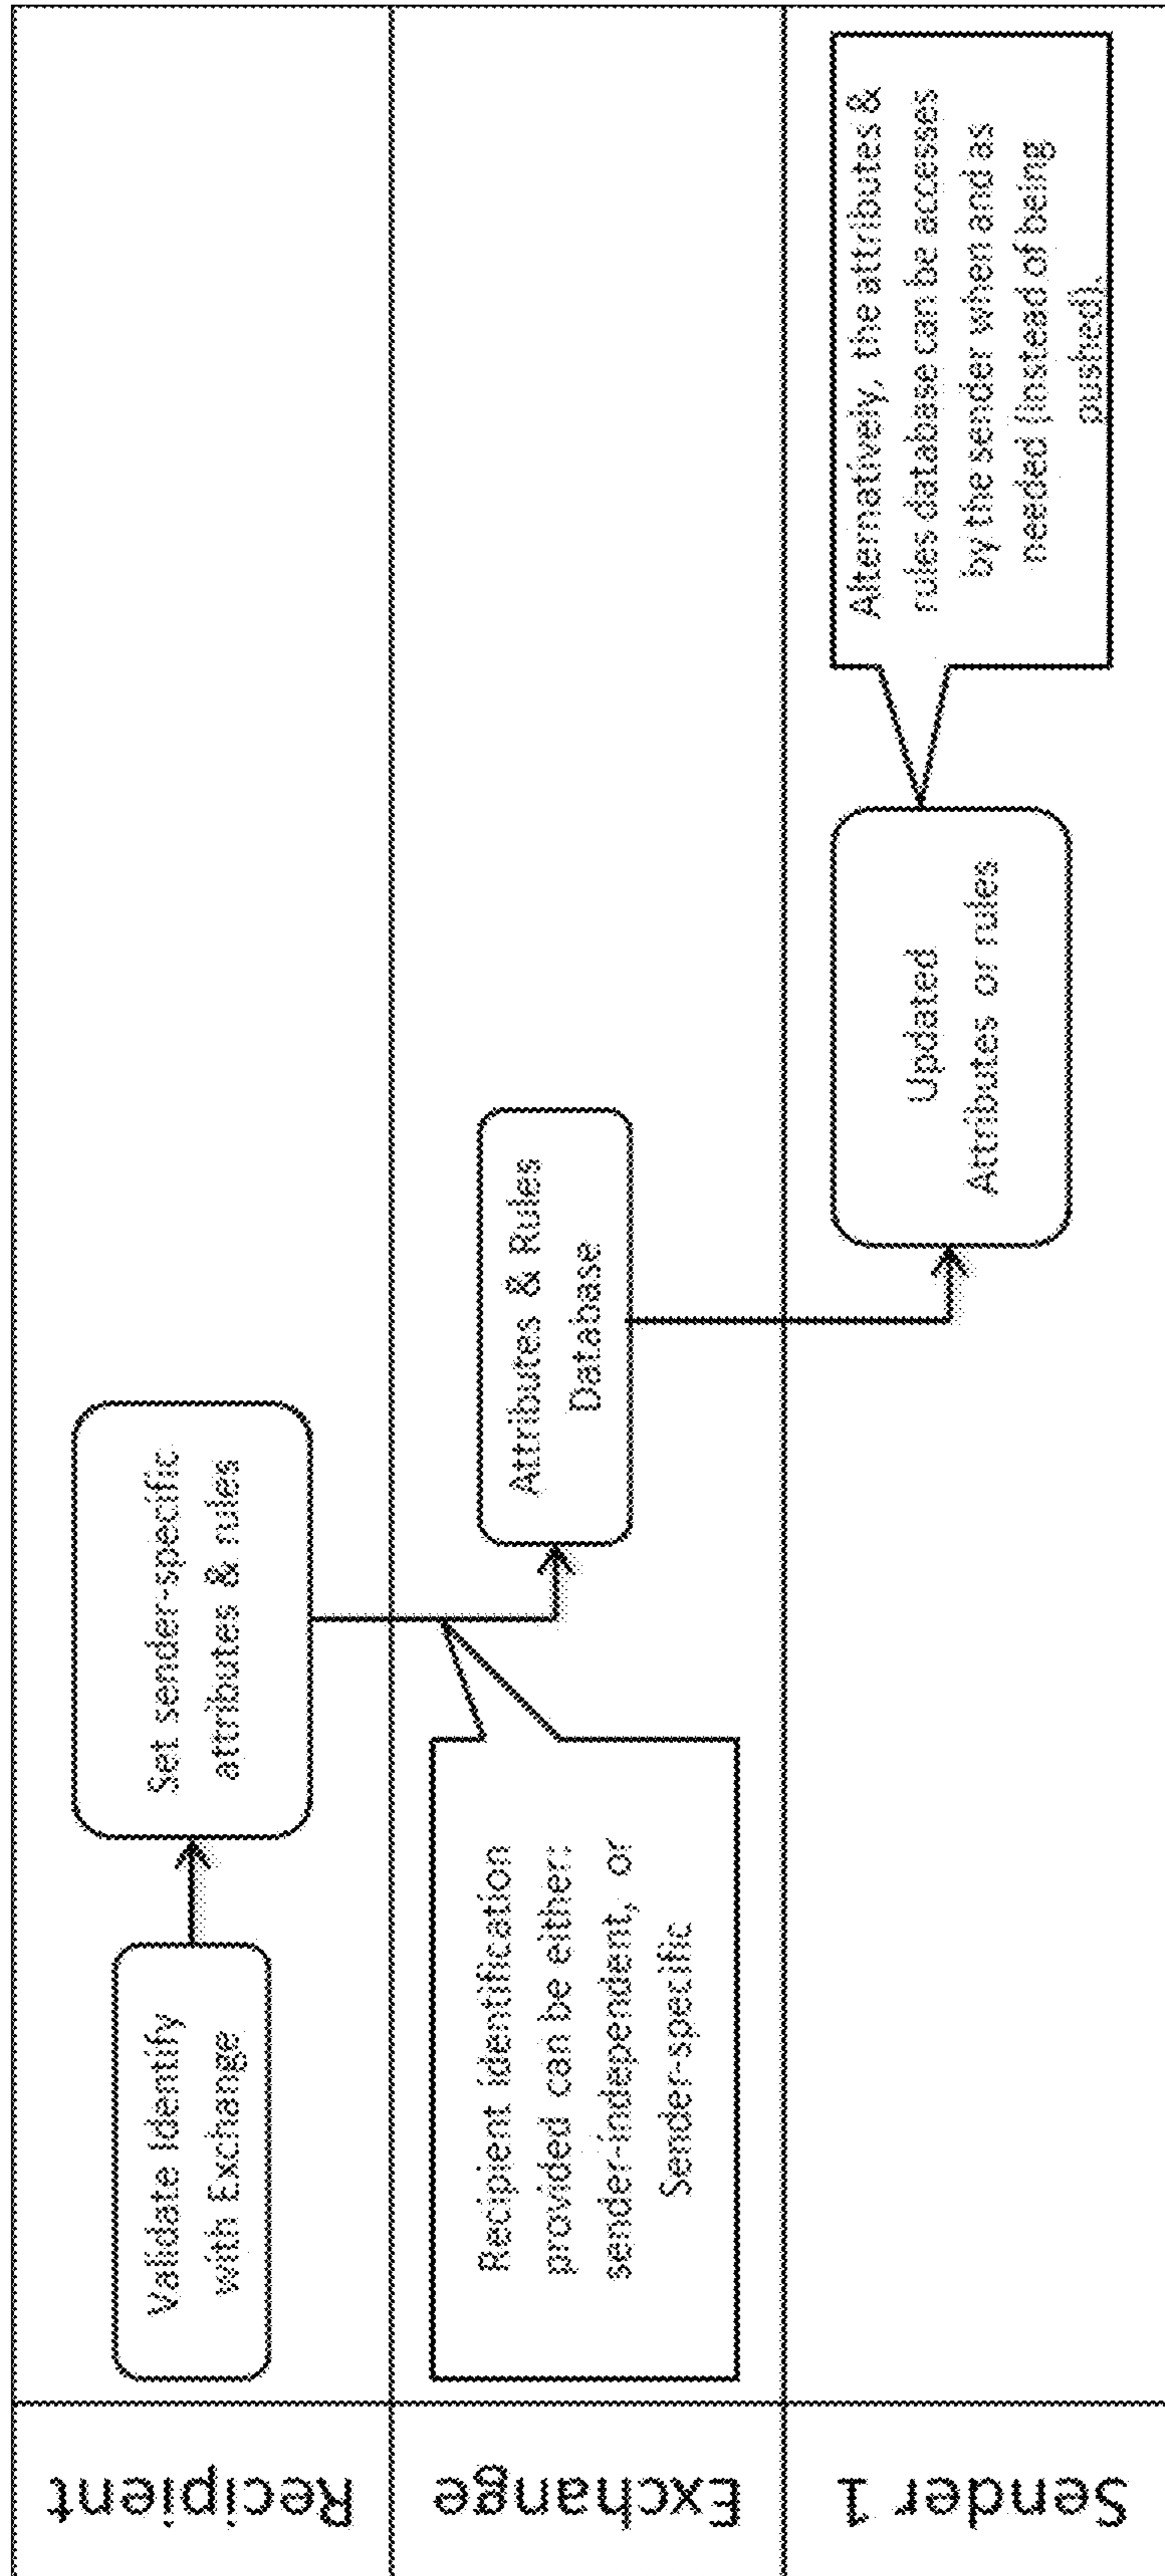 Recipient
Validate Identify
with Exchange
Set sender-specific
attributes & rules
Exchange
Recipient identification
provided can be either:
sender-independent, or
Sender-specific
Attributes & Rules
Database
Sender 1
Updated
Attributes or rules
Alternatively, the attributes &
rules database can be accesses
by the sender when and as
needed (instead of being
pushed).